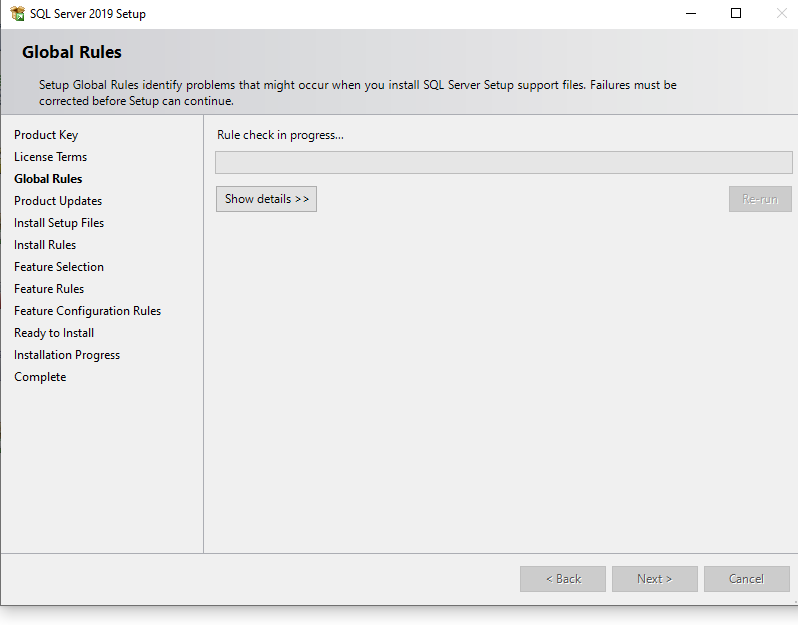 SQL Server 2019 Setup
Global Rules
Setup Global Rules identify problems that might occur when you install SQL Server Setup support files. Failures must be
corrected before Setup can continue.
Product Key
License Terms
Global Rules
Product Updates
Install Setup Files
Install Rules
Feature Selection
Feature Rules
Feature Configuration Rules
Ready to Install
Installation Progress
Complete
Rule check in progress...
Show details >>
Re-run
< Back
Next >
Cancel